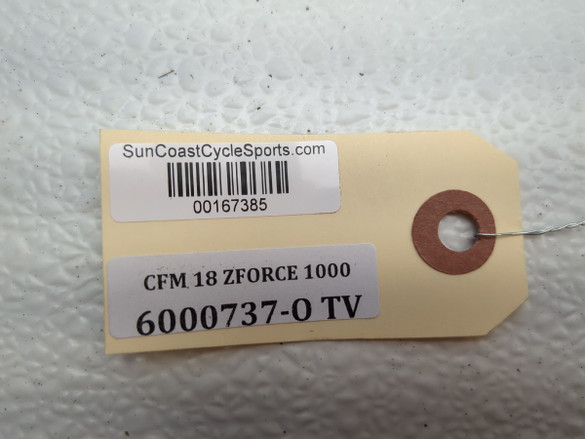 SunCoastCycleSports.com
00167385
CFM 18 ZFORCE 1000
6000737-O TV